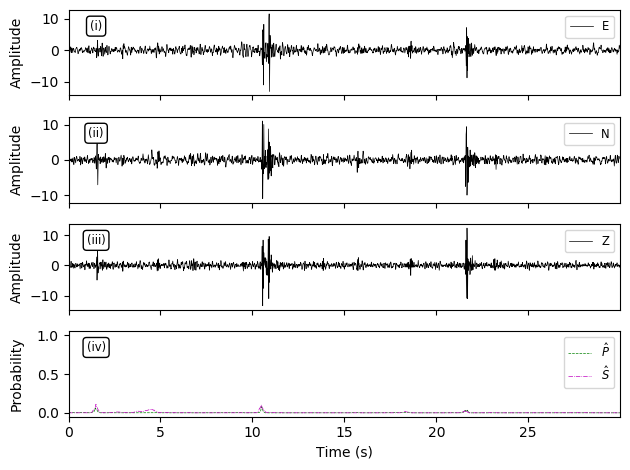 Amplitude
10
0
−10
(i)
E
Amplitude
10
0
−10
(ii)
N
Amplitude
10
0
−10
(iii)
Z
Probability
1.0
0.5
0.0
(iv)
P̂
Ŝ
0 5 10 15 20 25
Time (s)